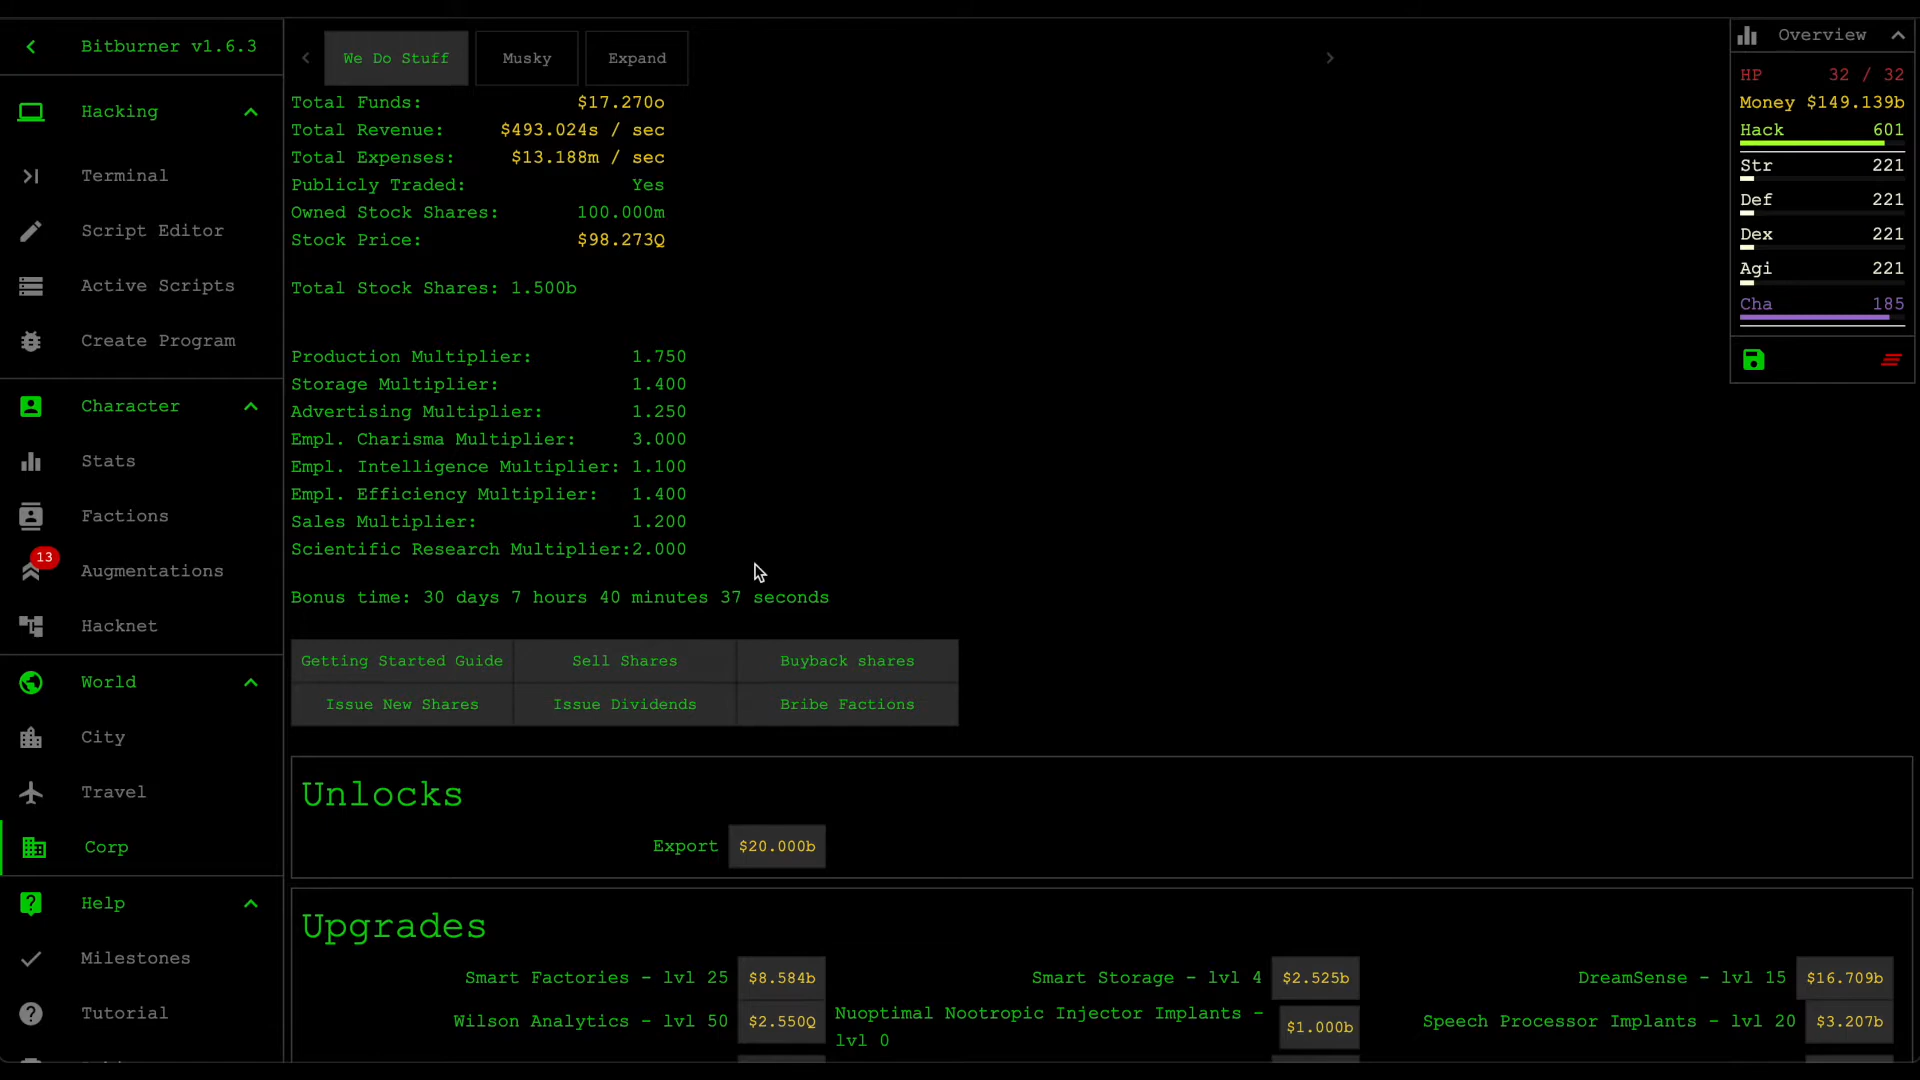 Bitburner v1.6.3
Hacking
Terminal
Script Editor
Active Scripts
Create Program
Character
Stats
Factions
13
Augmentations
Hacknet
World
City
Travel
Corp
Help
Milestones
Tutorial
We Do Stuff
Musky
Expand
Total Funds: $17.270o
Total Revenue: $493.024s / sec
Total Expenses: $13.188m / sec
Publicly Traded: Yes
Owned Stock Shares: 100.000m
Stock Price: $98.273Q
Total Stock Shares: 1.500b
Production Multiplier: 1.750
Storage Multiplier: 1.400
Advertising Multiplier: 1.250
Empl. Charisma Multiplier: 3.000
Empl. Intelligence Multiplier: 1.100
Empl. Efficiency Multiplier: 1.400
Sales Multiplier: 1.200
Scientific Research Multiplier:2.000
Bonus time: 30 days 7 hours 40 minutes 37 seconds
Getting Started Guide Sell Shares Buyback shares
Issue New Shares Issue Dividends Bribe Factions
Unlocks
Export $20.000b
Upgrades
Smart Factories - lvl 25 $8.584b Smart Storage - lvl 4 $2.525b DreamSense - lvl 15 $16.709b
Wilson Analytics - lvl 50 $2.550Q Nuoptimal Nootropic Injector Implants -
lvl 0 $1.000b Speech Processor Implants - lvl 20 $3.207b
Overview
HP 32 / 32
Money $149.139b
Hack 601
Str 221
Def 221
Dex 221
Agi 221
Cha 185